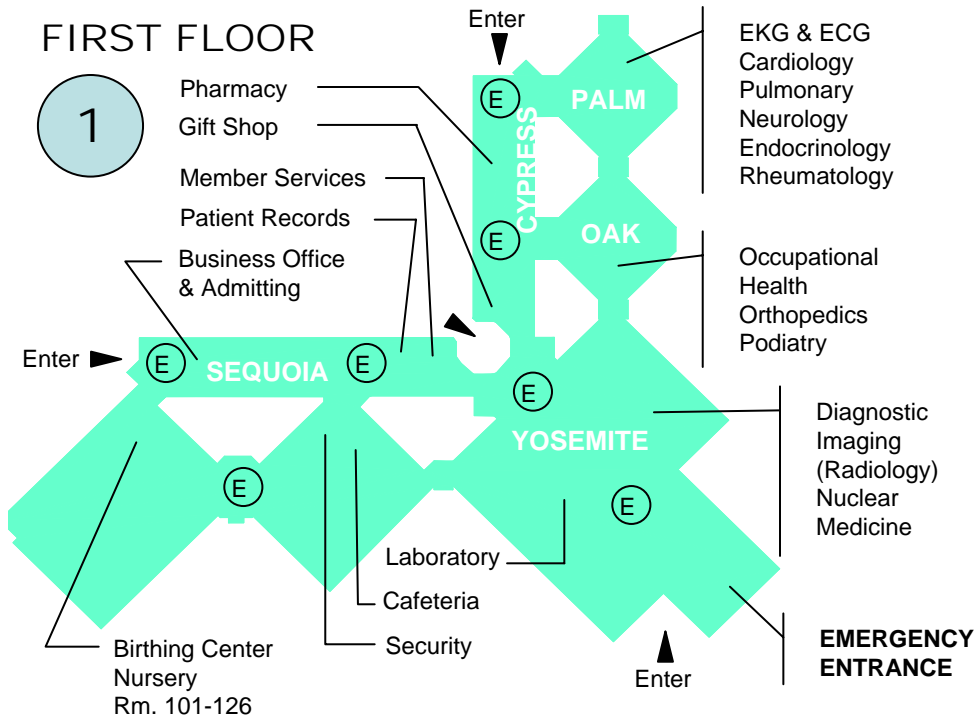 FIRST FLOOR
1
Enter
Pharmacy
Gift Shop
Member Services
Patient Records
Business Office
& Admitting
Enter
E
E
E
E
E
E
E
CYPRESS
PALM
OAK
SEQUOIA
YOSEMITE
EKG & ECG
Cardiology
Pulmonary
Neurology
Endocrinology
Rheumatology
Occupational
Health
Orthopedics
Podiatry
Diagnostic
Imaging
(Radiology)
Nuclear
Medicine
Laboratory
Cafeteria
Security
Birthing Center
Nursery
Rm. 101-126
Enter
EMERGENCY
ENTRANCE